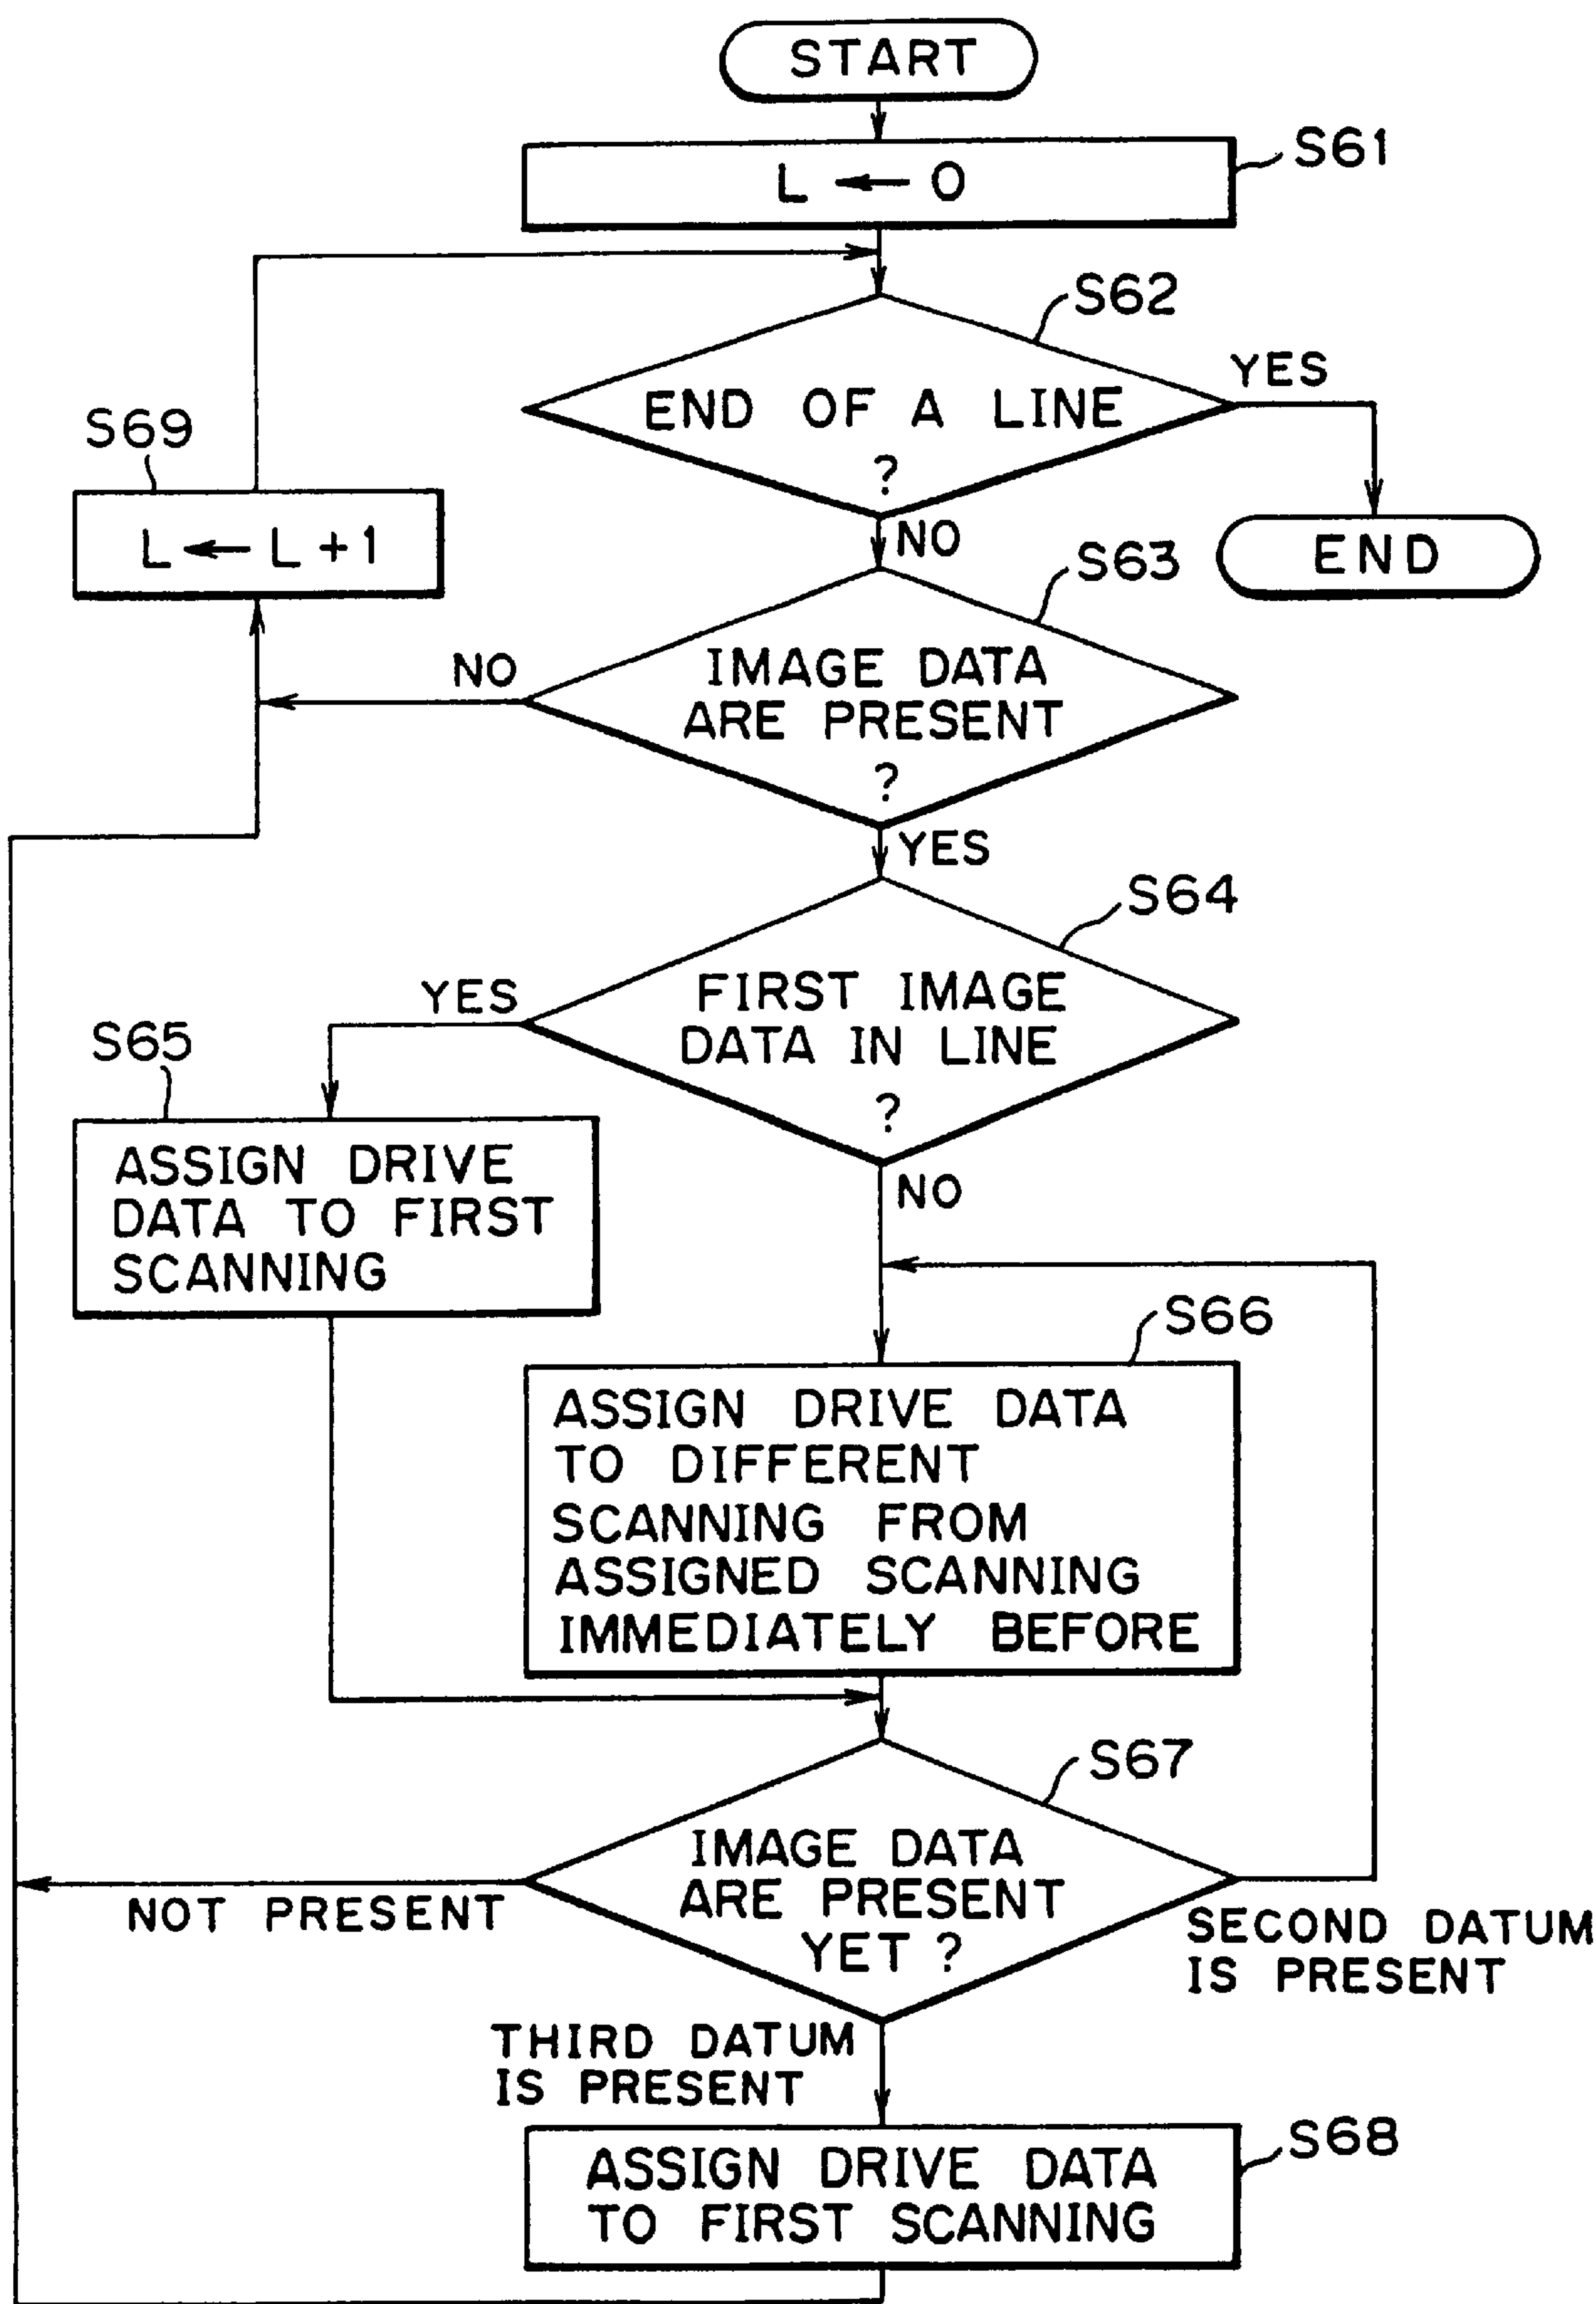 START
S61
L ← 0
S62
END OF A LINE
?
YES
NO
END
S69
L ← L +1
S63
IMAGE DATA
ARE PRESENT
?
NO
YES
S64
FIRST IMAGE
DATA IN LINE
?
YES
NO
S65
ASSIGN DRIVE
DATA TO FIRST
SCANNING
S66
ASSIGN DRIVE DATA
TO DIFFERENT
SCANNING FROM
ASSIGNED SCANNING
IMMEDIATELY BEFORE
S67
IMAGE DATA
ARE PRESENT
YET ?
NOT PRESENT
SECOND DATUM
IS PRESENT
THIRD DATUM
IS PRESENT
S68
ASSIGN DRIVE DATA
TO FIRST SCANNING